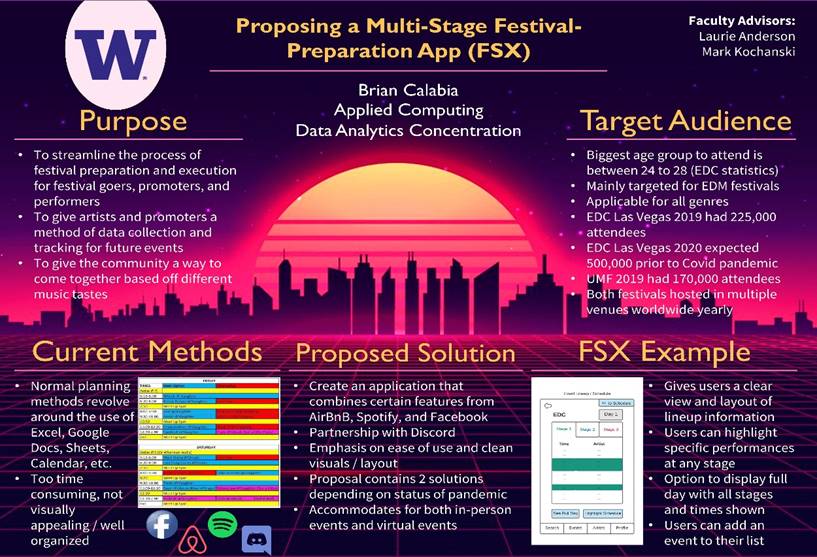 W
Proposing a Multi-Stage Festival-
Preparation App (FSX)
Faculty Advisors:
Laurie Anderson
Mark Kochanski
Brian Calabia
Applied Computing
Data Analytics Concentration
Purpose
• To streamline the process of
festival preparation and execution
for festival goers, promoters, and
performers
• To give artists and promoters a
method of data collection and
tracking for future events
• To give the community a way to
come together based off different
music tastes
Target Audience
• Biggest age group to attend is
between 24 to 28 (EDC statistics)
• Mainly targeted for EDM festivals
• Applicable for all genres
• EDC Las Vegas 2019 had 225,000
attendees
• EDC Las Vegas 2020 expected
500,000 prior to Covid pandemic
• UMF 2019 had 170,000 attendees
• Both festivals hosted in multiple
venues worldwide yearly
Current Methods
• Normal planning
methods revolve
around the use of
Excel, Google
Docs, Sheets,
Calendar, etc.
• Too time
consuming, not
visually
appealing / well
organized
Proposed Solution
• Create an application that
combines certain features from
AirBnB, Spotify, and Facebook
• Partnership with Discord
• Emphasis on ease of use and clean
visuals / layout
• Proposal contains 2 solutions
depending on status of pandemic
• Accommodates for both in-person
events and virtual events
FSX Example
Event Lineup / Schedule
EDC
Day 1
Stage 1
Stage 2
Stage 3
Time
Artist
See Full Day
Highlight Schedule
Search
Events
Artists
Profile
• Gives users a clear
view and layout of
lineup information
• Users can highlight
specific performances
at any stage
• Option to display full
day with all stages
and times shown
• Users can add an
event to their list